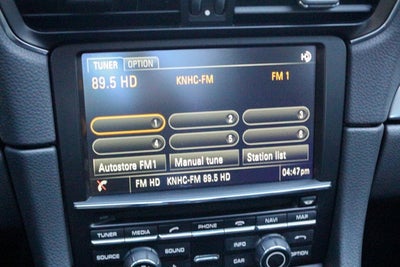 TUNER OPTION
89.5 HD KNHC-FM FM 1
1 2 3
4 5 6
Autostore FM1 Manual tune Station list
FM HD KNHC-FM 89.5 HD 04:47pm
TUNER MEDIA PHONE NAVI MAP
CAR SOUND INFO OPTION